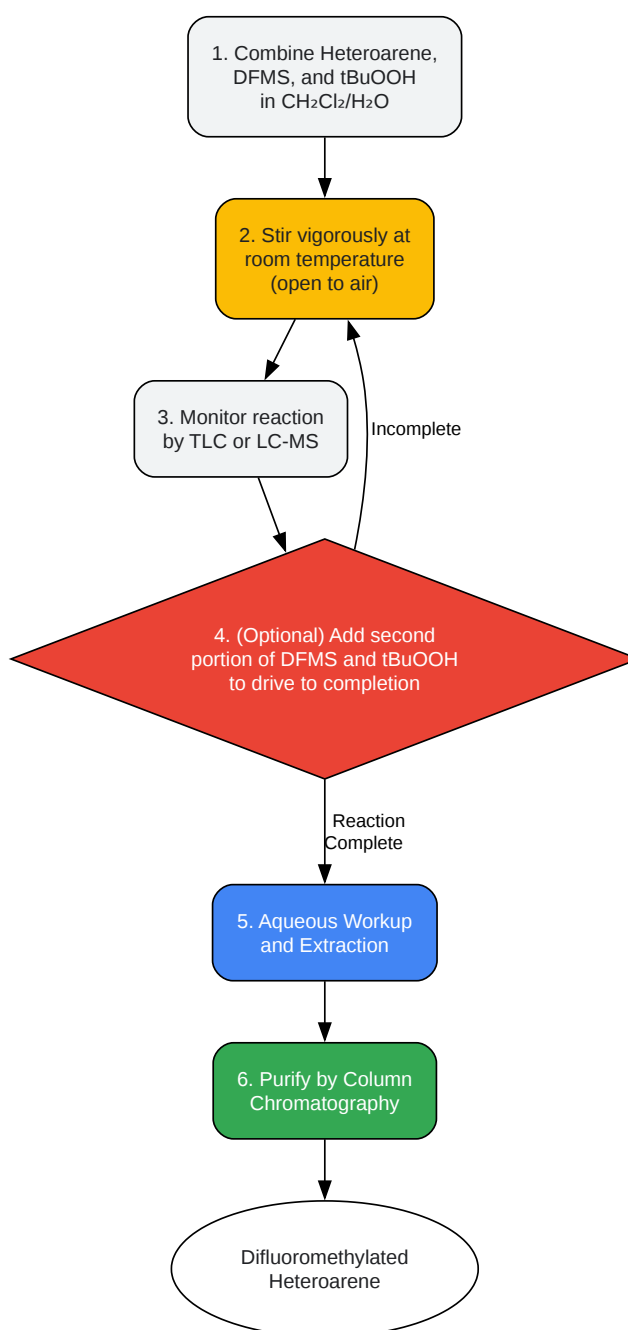 1. Combine Heteroarene,
DFMS, and tBuOOH
in CH₂Cl₂/H₂O
2. Stir vigorously at
room temperature
(open to air)
3. Monitor reaction
by TLC or LC-MS
Incomplete
4. (Optional) Add second
portion of DFMS and tBuOOH
to drive to completion
Reaction
Complete
5. Aqueous Workup
and Extraction
6. Purify by Column
Chromatography
Difluoromethylated
Heteroarene